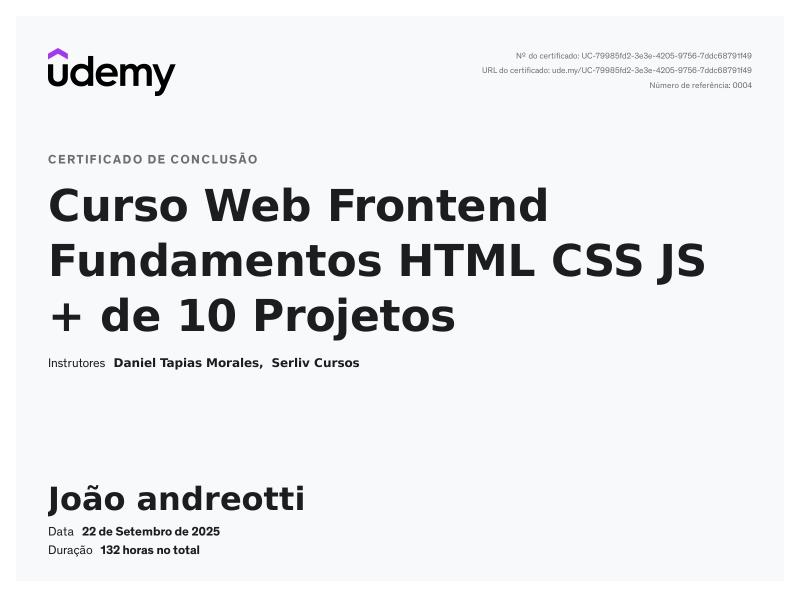 udemy
Nº do certificado: UC-79985fd2-3e3e-4205-9756-7ddc68791f49
URL do certificado: ude.my/UC-79985fd2-3e3e-4205-9756-7ddc68791f49
Número de referência: 0004
CERTIFICADO DE CONCLUSÃO
Curso Web Frontend
Fundamentos HTML CSS JS
+ de 10 Projetos
Instrutores Daniel Tapias Morales, Serliv Cursos
João andreotti
Data 22 de Setembro de 2025
Duração 132 horas no total